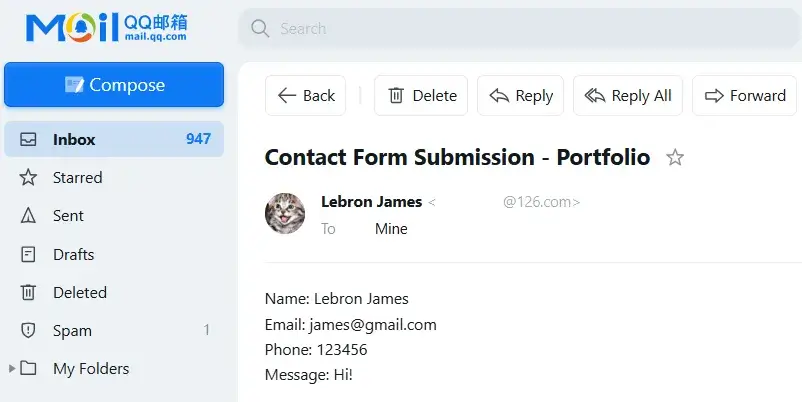 Mail QQ邮箱
mail.qq.com
Search
Compose
Inbox 947
Starred
Sent
Drafts
Deleted
Spam 1
My Folders
Back Delete Reply Reply All Forward
Contact Form Submission - Portfolio
Lebron James < @126.com>
To Mine
Name: Lebron James
Email: james@gmail.com
Phone: 123456
Message: Hi!